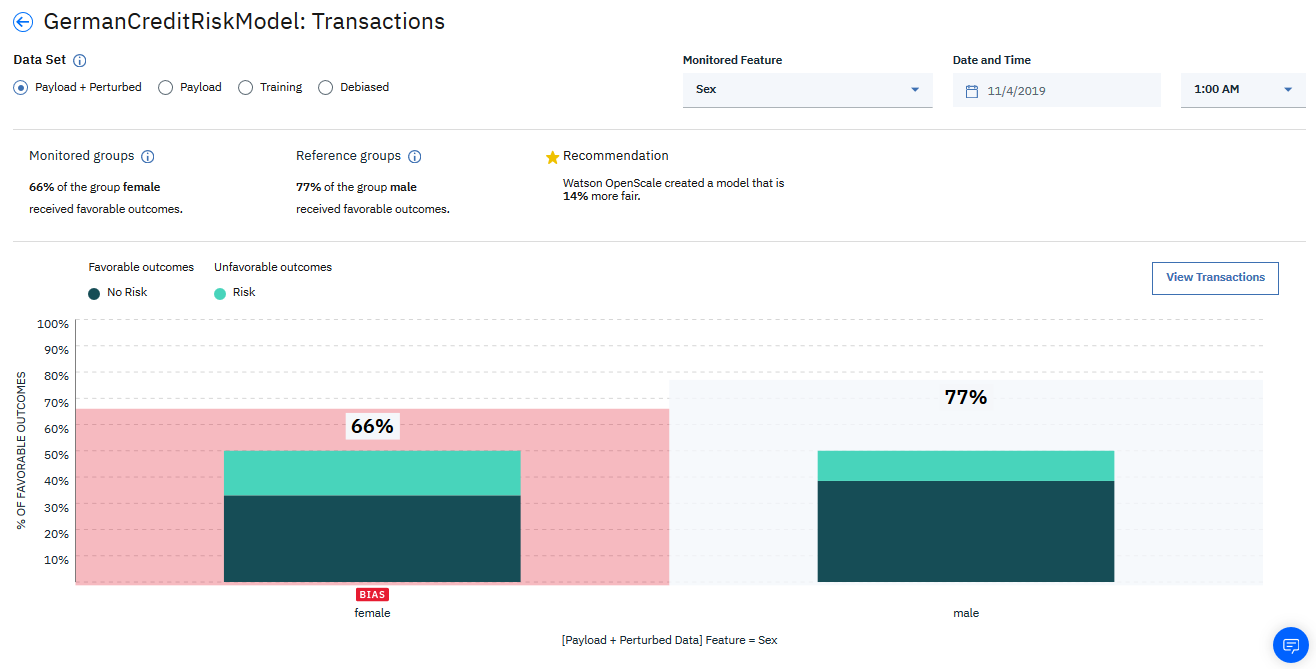 GermanCreditRiskModel: Transactions
Data Set
Payload + Perturbed
Payload
Training
Debiased
Monitored Feature
Sex
Date and Time
11/4/2019
1:00 AM
Monitored groups
66% of the group female
received favorable outcomes.
Reference groups
77% of the group male
received favorable outcomes.
Recommendation
Watson OpenScale created a model that is
14% more fair.
Favorable outcomes
No Risk
Unfavorable outcomes
Risk
View Transactions
% OF FAVORABLE OUTCOMES
100%
90%
80%
70%
60%
50%
40%
30%
20%
10%
66%
77%
BIAS
female
male
[Payload + Perturbed Data] Feature = Sex